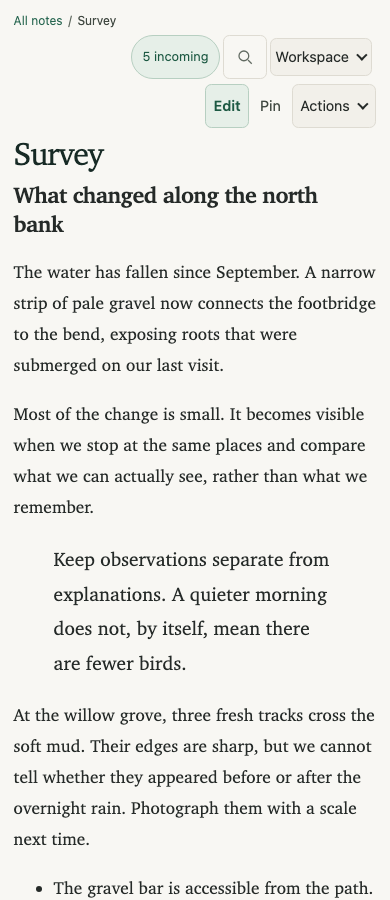 All notes / Survey
5 incoming
Workspace
Edit
Pin
Actions
Survey
What changed along the north
bank
The water has fallen since September. A narrow
strip of pale gravel now connects the footbridge
to the bend, exposing roots that were
submerged on our last visit.
Most of the change is small. It becomes visible
when we stop at the same places and compare
what we can actually see, rather than what we
remember.
Keep observations separate from
explanations. A quieter morning
does not, by itself, mean there
are fewer birds.
At the willow grove, three fresh tracks cross the
soft mud. Their edges are sharp, but we cannot
tell whether they appeared before or after the
overnight rain. Photograph them with a scale
next time.
• The gravel bar is accessible from the path.